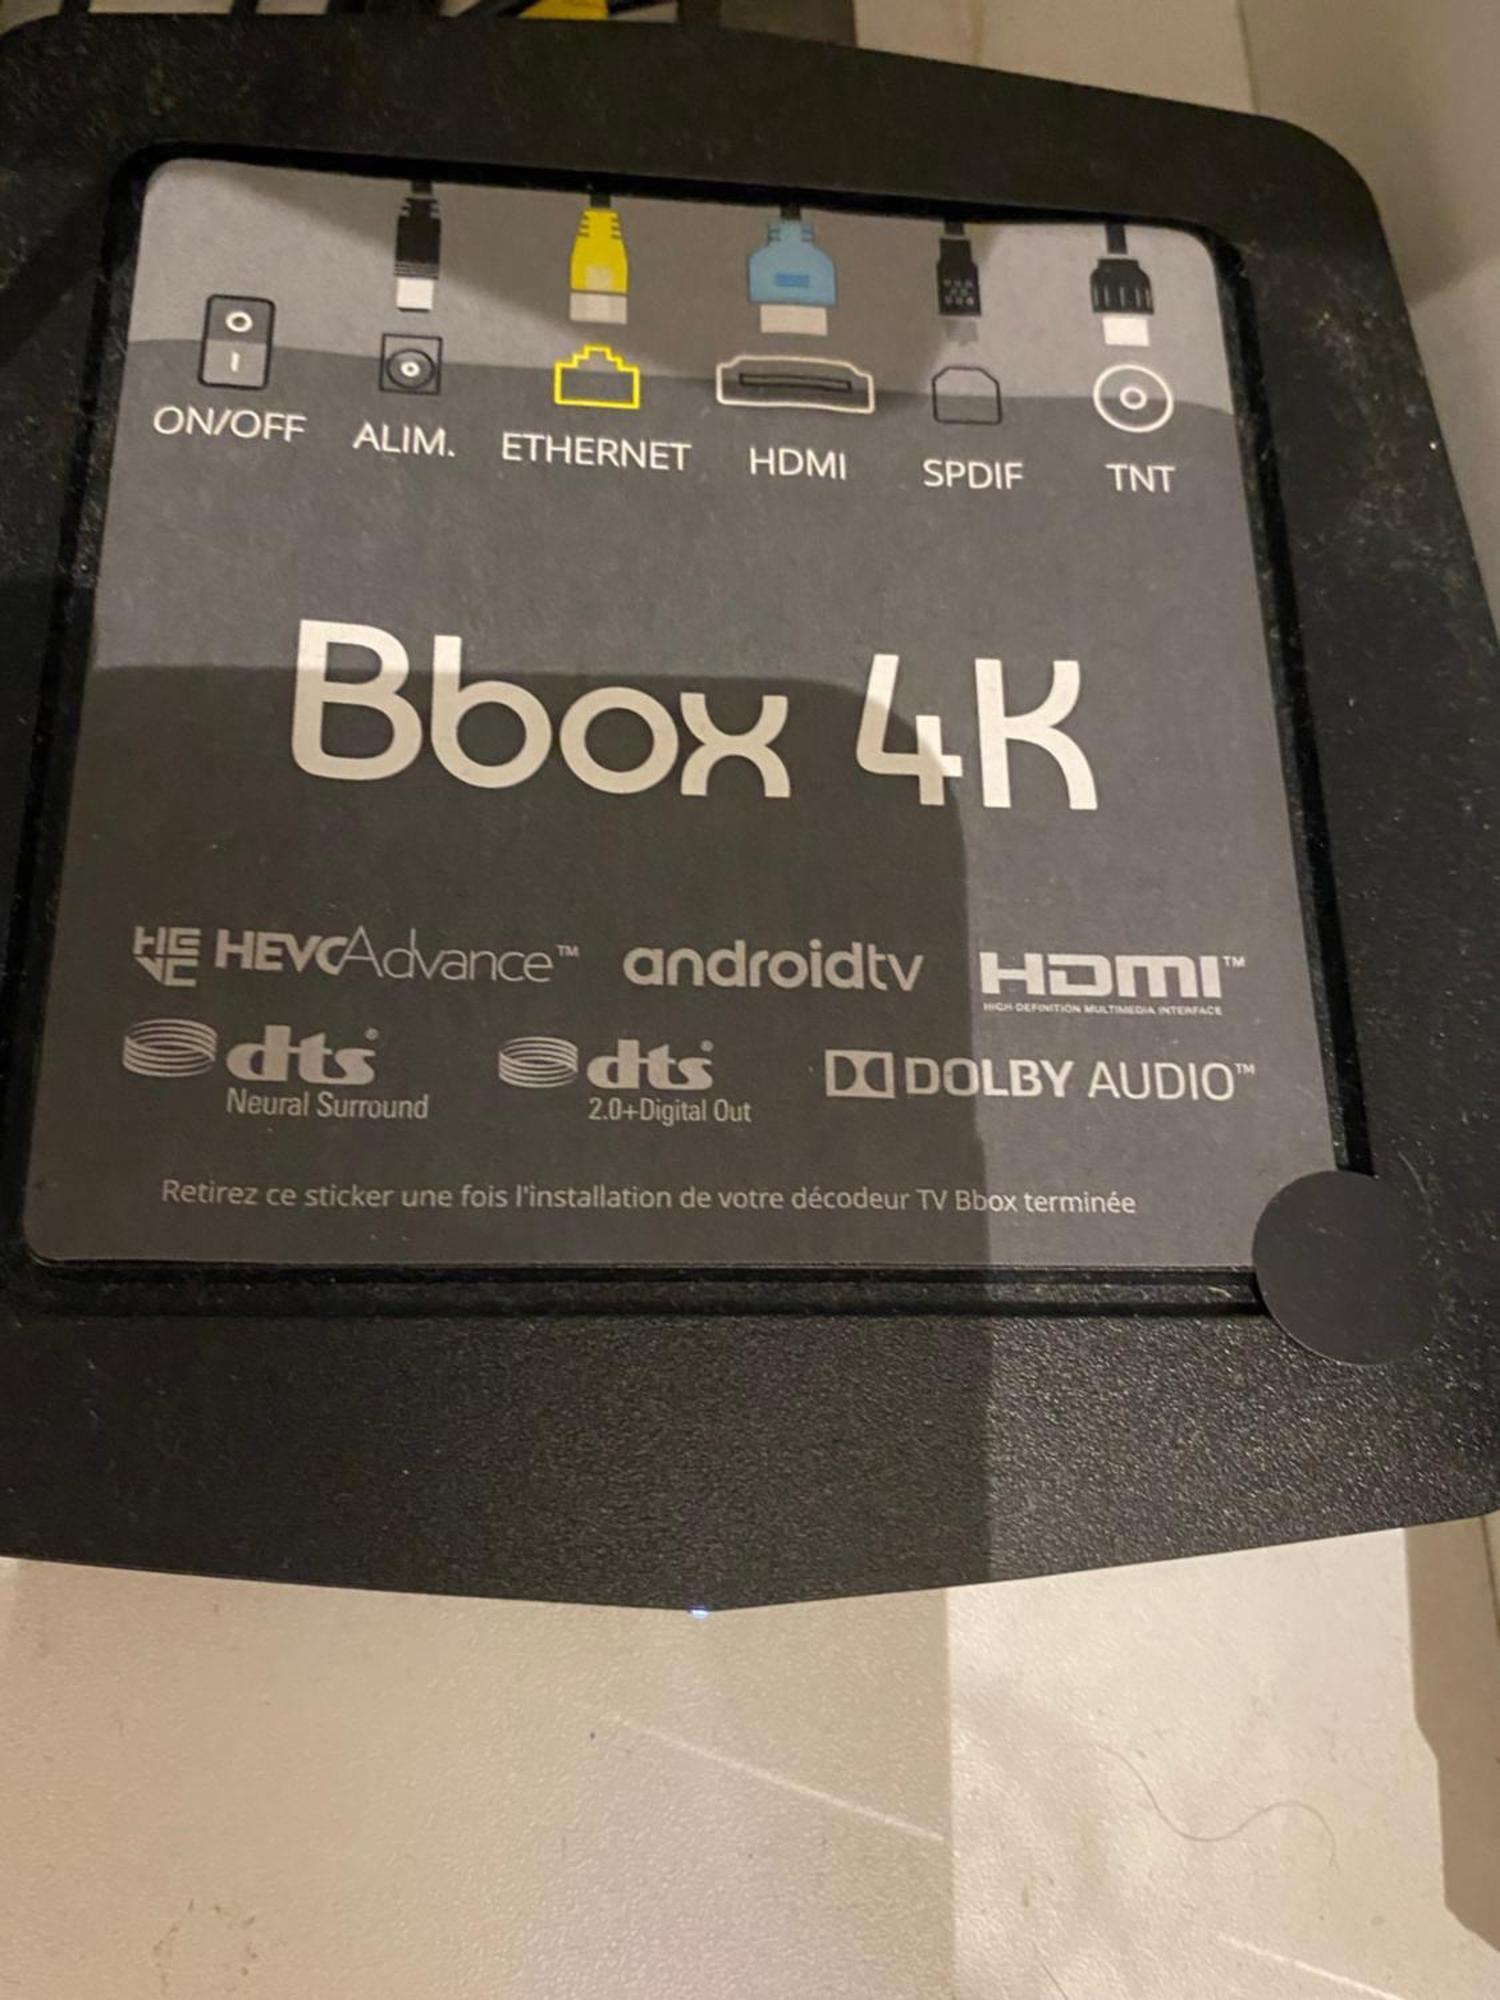 ON/OFF ALIM. ETHERNET HDMI SPDIF TNT
Bbox 4K
HEVC HEVCAdvance™ androidtv HDMI™
HIGH-DEFINITION MULTIMEDIA INTERFACE
dts® dts® DOLBY AUDIO™
Neural Surround 2.0+Digital Out
Retirez ce sticker une fois l'installation de votre décodeur TV Bbox terminée